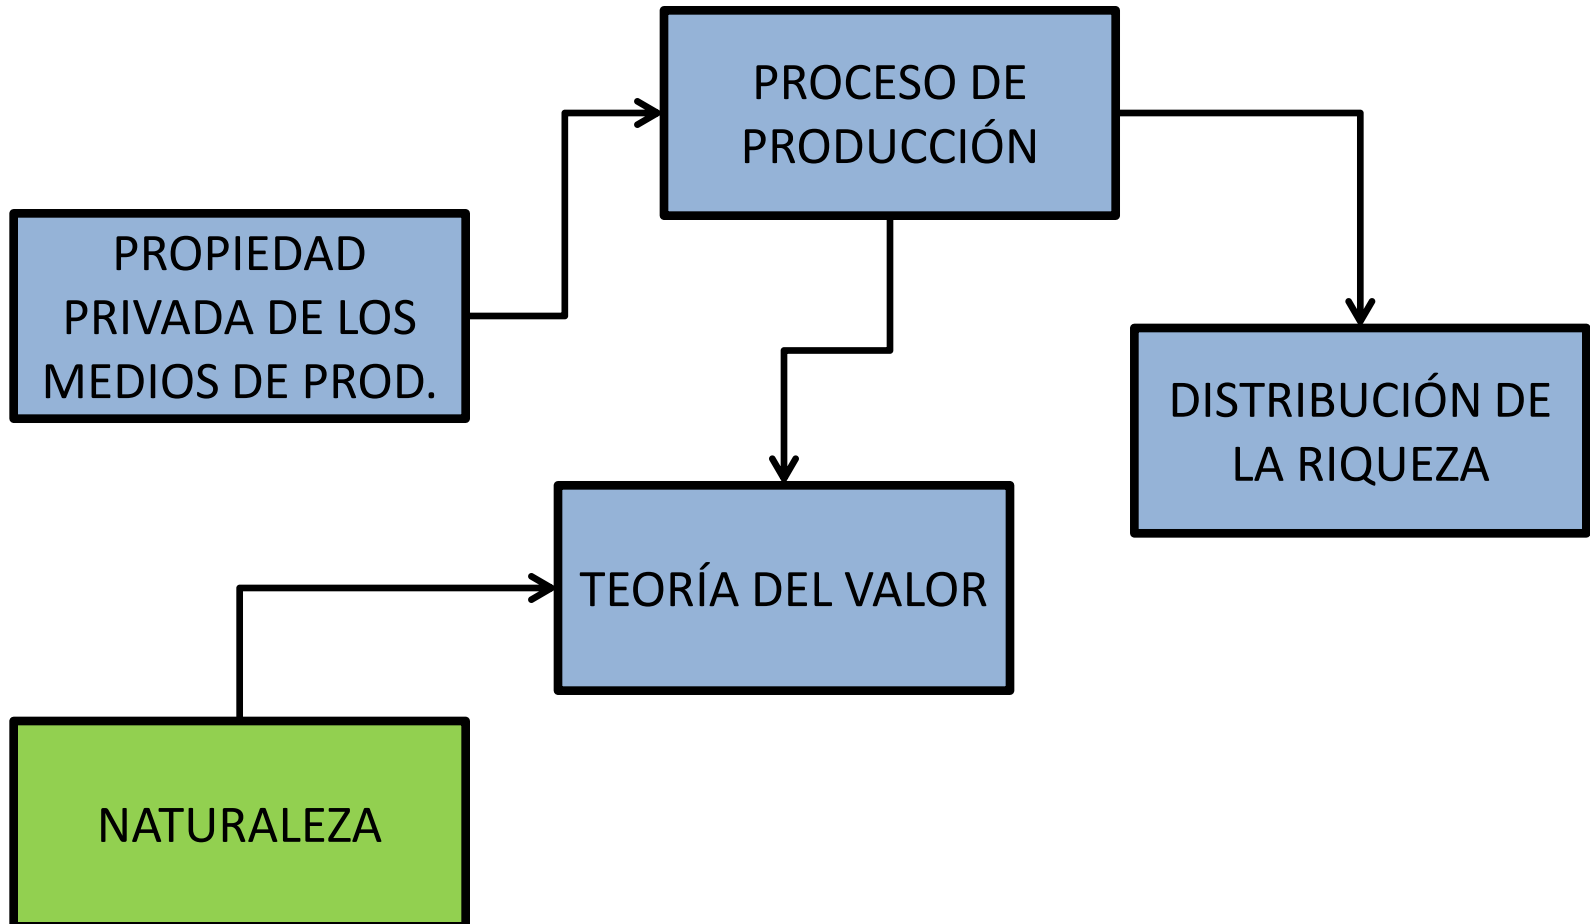 PROCESO DE
PRODUCCIÓN
PROPIEDAD
PRIVADA DE LOS
MEDIOS DE PROD.
DISTRIBUCIÓN DE
LA RIQUEZA
TEORÍA DEL VALOR
NATURALEZA